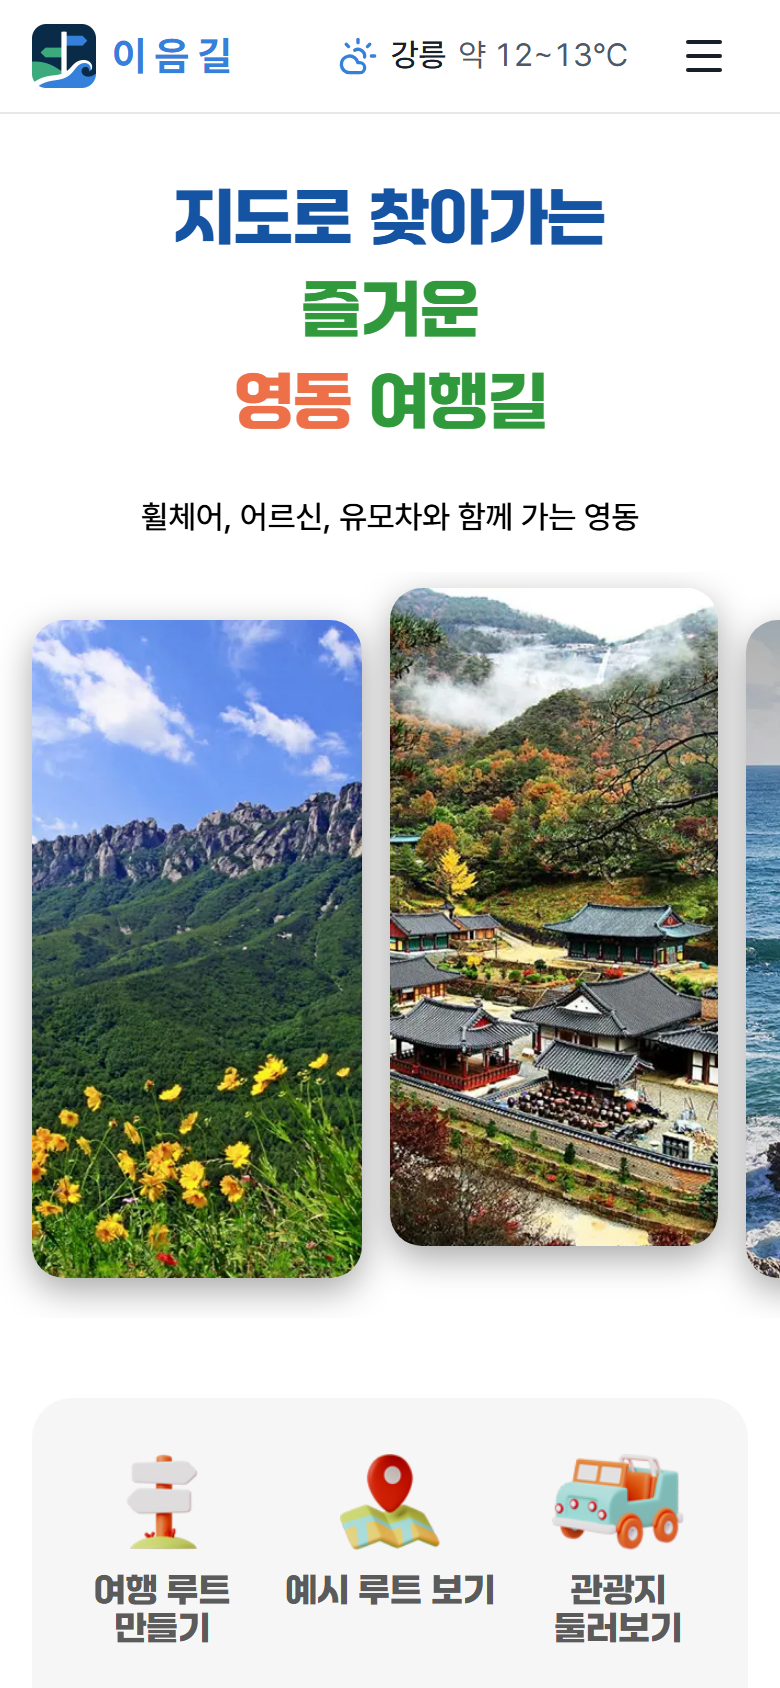 이음길
강릉 약 12~13°C
지도로 찾아가는
즐거운
영동 여행길
휠체어, 어르신, 유모차와 함께 가는 영동
여행 루트
만들기
예시 루트 보기
관광지
둘러보기